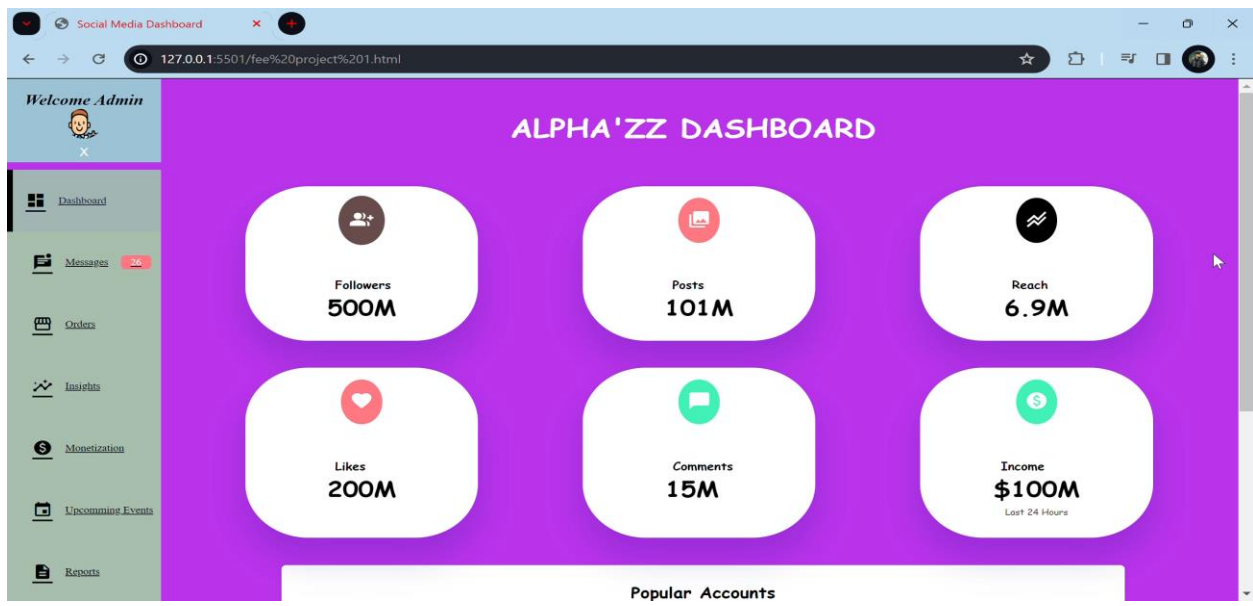 Social Media Dashboard
127.0.0.1:5501/fee%20project%201.html
Welcome Admin
X
ALPHA'ZZ DASHBOARD
Dashboard
Messages 26
Orders
Insights
Monetization
Upcomming Events
Reports
Followers
500M
Posts
101M
Reach
6.9M
Likes
200M
Comments
15M
Income
$100M
Last 24 Hours
Popular Accounts